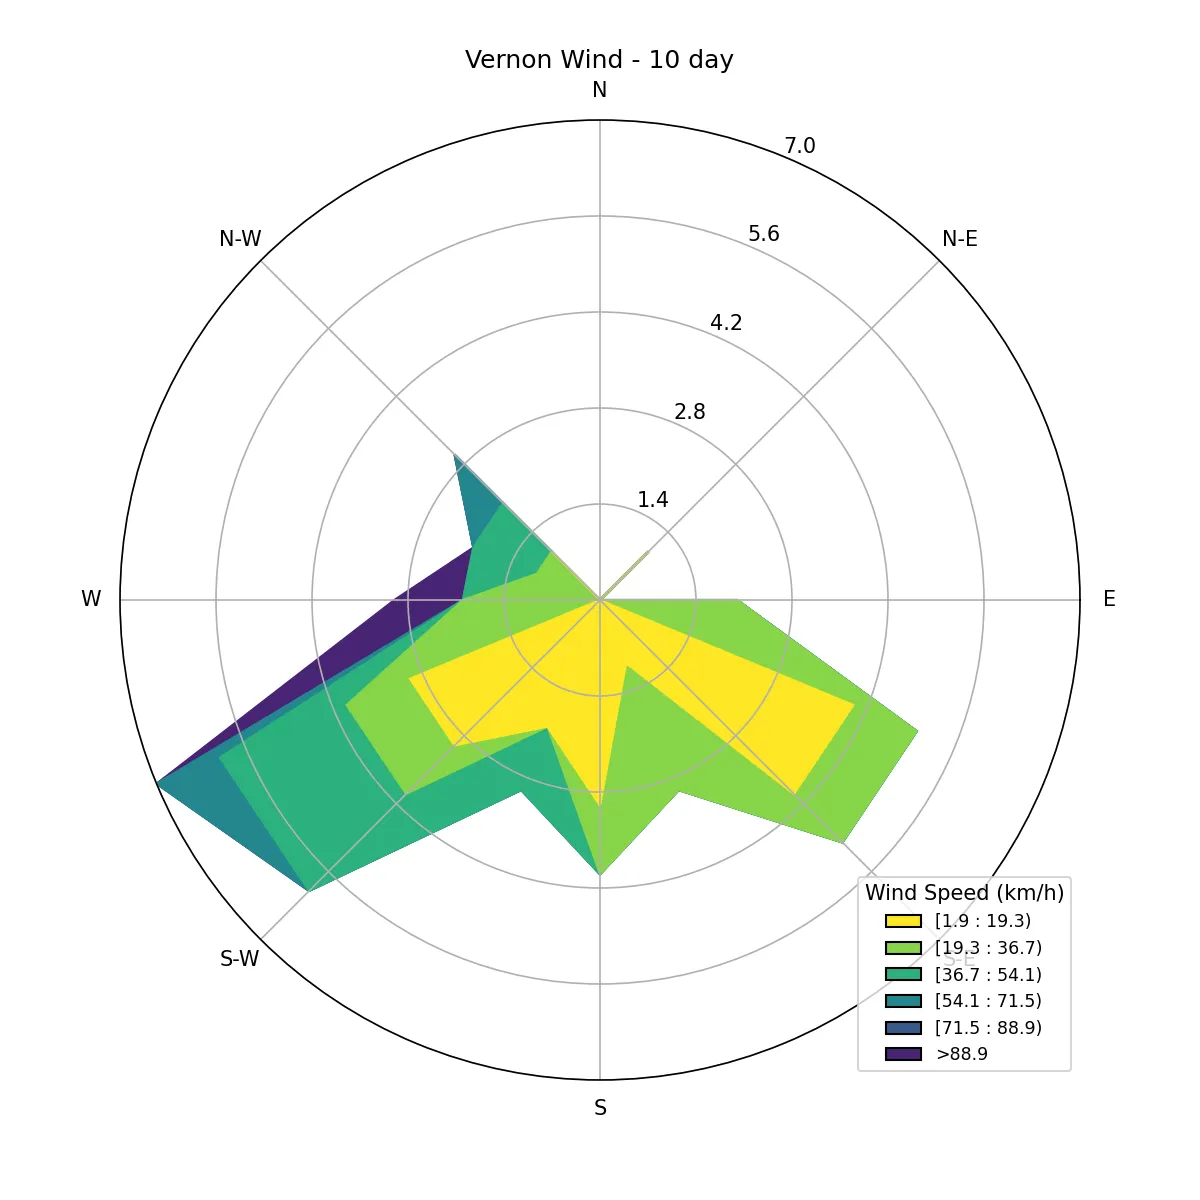 Vernon Wind - 10 day
N
7.0
N-W
5.6
N-E
4.2
2.8
1.4
W
E
S-W
S-E
Wind Speed (km/h)
[1.9 : 19.3)
[19.3 : 36.7)
[36.7 : 54.1)
[54.1 : 71.5)
[71.5 : 88.9)
>88.9
S